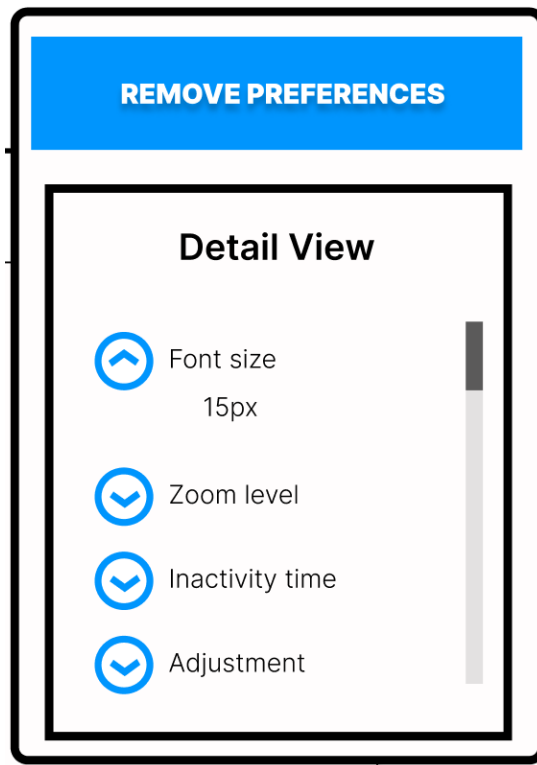 REMOVE PREFERENCES
Detail View
Font size
15px
Zoom level
Inactivity time
Adjustment